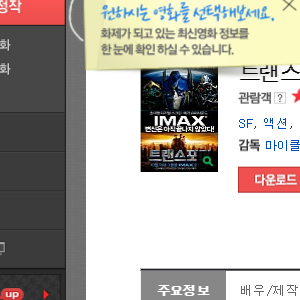 정작
화
화
up
원하시는 영화를 선택해보세요.
화제가 되고 있는 최신영화 정보를
한 눈에 확인 하실 수 있습니다.
IMAX
변신은 아직 끝나지 않았다!
트랜스포
트랜스
관람객 ?
SF, 액션,
감독 마이클
다운로드
주요정보 배우/제작